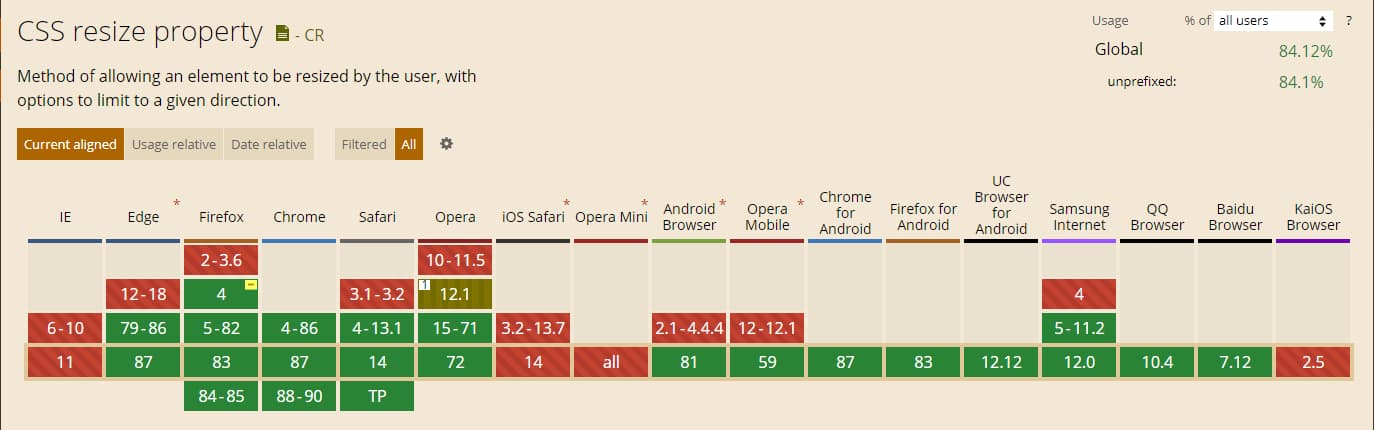 CSS resize property - CR
Usage % of all users ?
Global 84.12%
unprefixed: 84.1%
Method of allowing an element to be resized by the user, with
options to limit to a given direction.
Current aligned Usage relative Date relative Filtered All
IE
Edge *
Firefox
Chrome
Safari
Opera
iOS Safari *
Opera Mini *
Android *
Browser
Opera *
Mobile
Chrome
for
Android
Firefox for
Android
UC
Browser
for
Android
Samsung
Internet
QQ
Browser
Baidu
Browser
KaiOS
Browser
2-3.6 10-11.5
12-18 4 3.1-3.2 1 12.1 4
6-10 79-86 5-82 4-86 4-13.1 15-71 3.2-13.7 2.1-4.4.4 12-12.1 5-11.2
11 87 83 87 14 72 14 all 81 59 87 83 12.12 12.0 10.4 7.12 2.5
84-85 88-90 TP